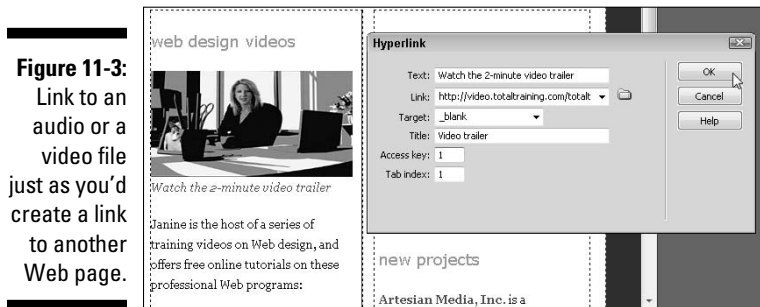 Figure 11-3:
Link to an
audio or a
video file
just as you'd
create a link
to another
Web page.
web design videos
Watch the 2-minute video trailer
Janine is the host of a series of
training videos on Web design, and
offers free online tutorials on these
professional Web programs:
Hyperlink
Text: Watch the 2-minute video trailer
Link: http://video.totaltraining.com/totalt
Target: _blank
Title: Video trailer
Access key: 1
Tab index: 1
OK
Cancel
Help
new projects
Artesian Media, Inc. is a